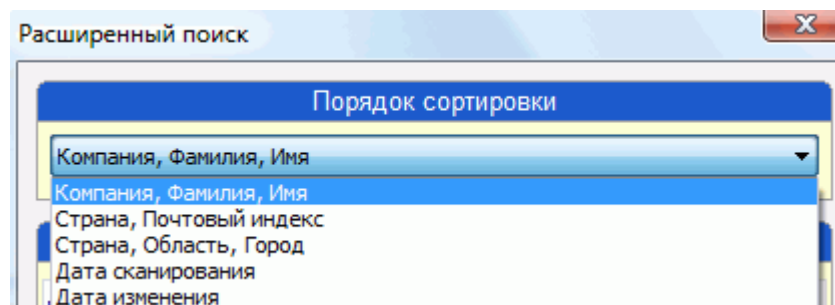 Расширенный поиск
Порядок сортировки
Компания, Фамилия, Имя
Компания, Фамилия, Имя
Страна, Почтовый индекс
Страна, Область, Город
Дата сканирования
Дата изменения